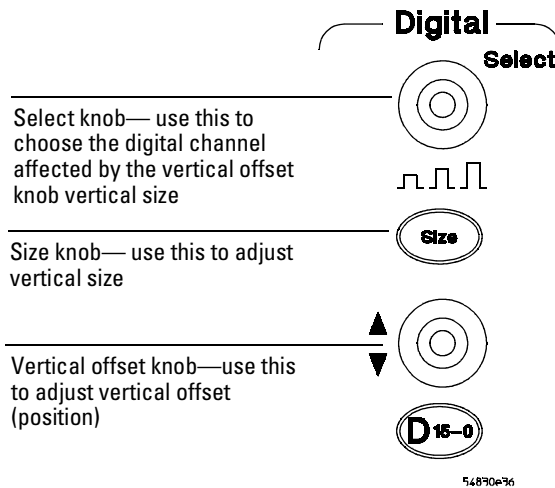 Digital
Select
Select knob— use this to
choose the digital channel
affected by the vertical offset
knob vertical size
Size
Size knob— use this to adjust
vertical size
Vertical offset knob—use this
to adjust vertical offset
(position)
D 15–0
54830e36